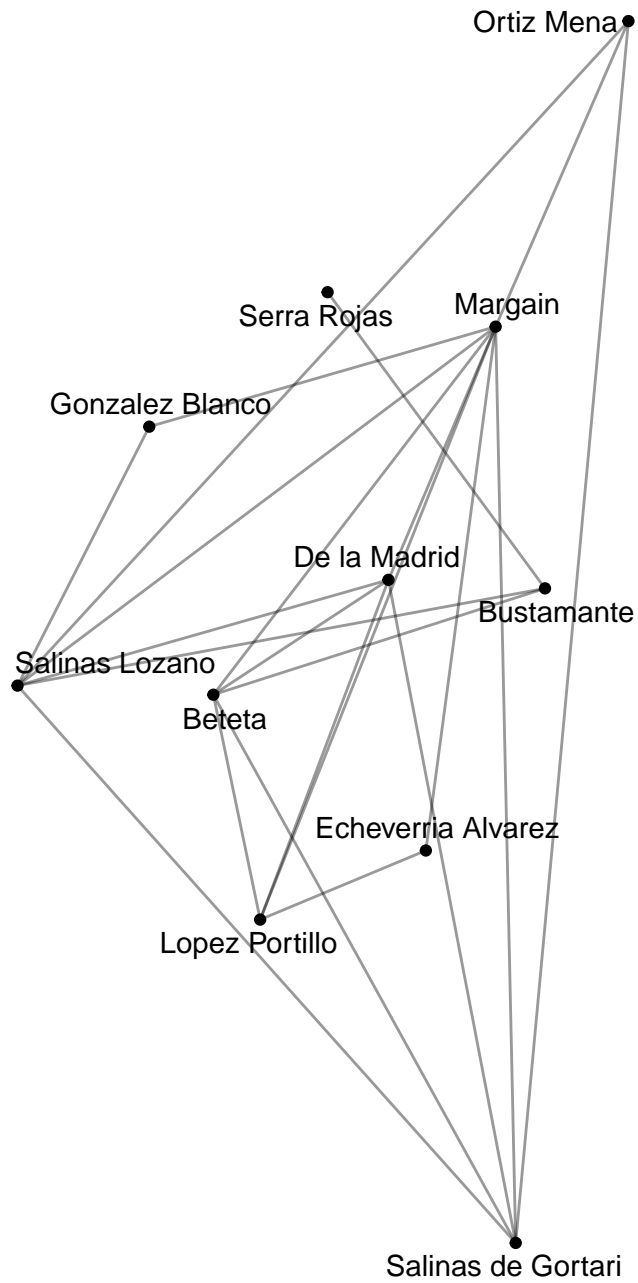 Ortiz Mena
Serra Rojas
Margain
Gonzalez Blanco
De la Madrid
Bustamante
Salinas Lozano
Beteta
Echeverria Alvarez
Lopez Portillo
Salinas de Gortari